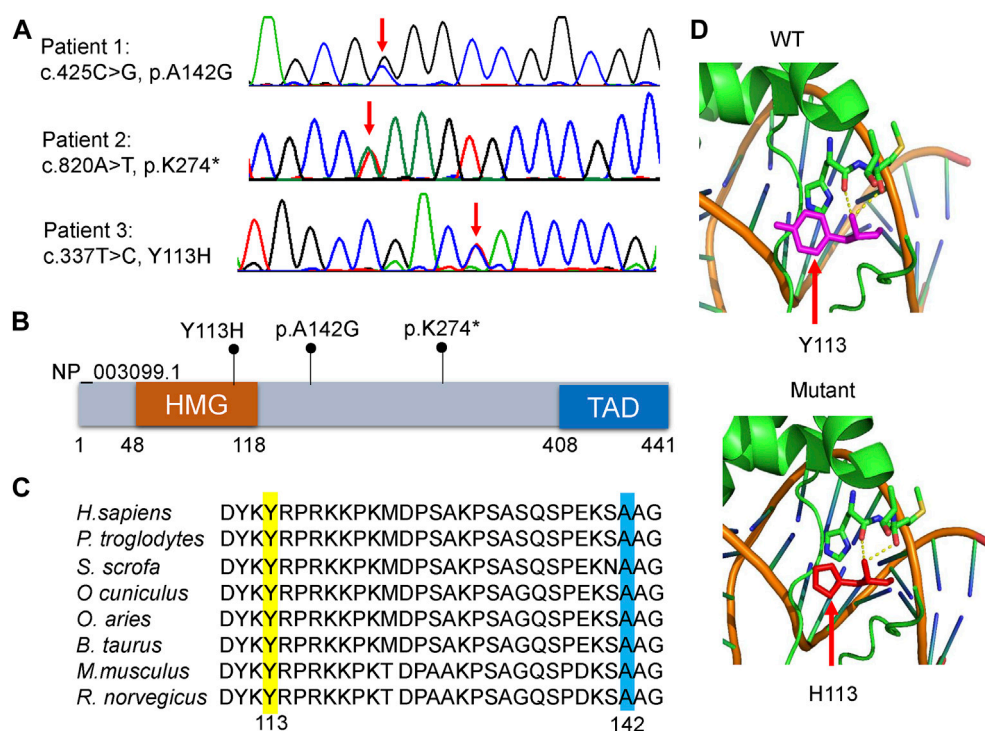 A
Patient 1:
c.425C>G, p.A142G
Patient 2:
c.820A>T, p.K274*
Patient 3:
c.337T>C, Y113H
B
Y113H
p.A142G
p.K274*
NP_003099.1
HMG
TAD
1
48
118
408
441
C
H.sapiens DYKYRPRKKPKMDPSAKPSASQSPEKSAAG
P. troglodytes DYKYRPRKKPKMDPSAKPSASQSPEKSAAG
S. scrofa DYKYRPRKKPKMDPSAKPSASQSPEKNAAG
O cuniculus DYKYRPRKKPKMDPSAKPSAGQSPEKSAAG
O. aries DYKYRPRKKPKMDPSAKPSAGQSPEKSAAG
B. taurus DYKYRPRKKPKMDPSAKPSAGQSPEKSAAG
M.musculus DYKYRPRKKPKT DPAAKPSAGQSPDKSAAG
R. norvegicus DYKYRPRKKPKT DPAAKPSAGQSPDKSAAG
113 142
D
WT
Y113
Mutant
H113